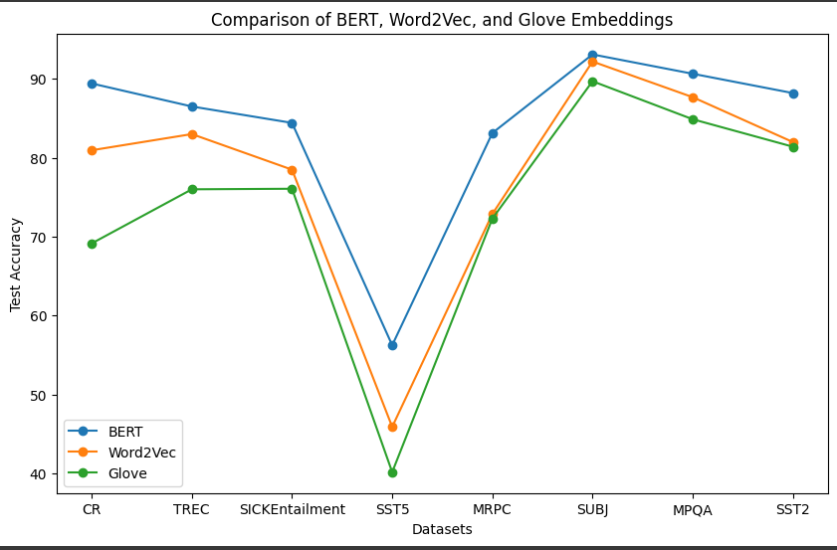 Comparison of BERT, Word2Vec, and Glove Embeddings
Test Accuracy
90
80
70
60
50
40
BERT
Word2Vec
Glove
CR TREC SICKEntailment SST5 MRPC SUBJ MPQA SST2
Datasets